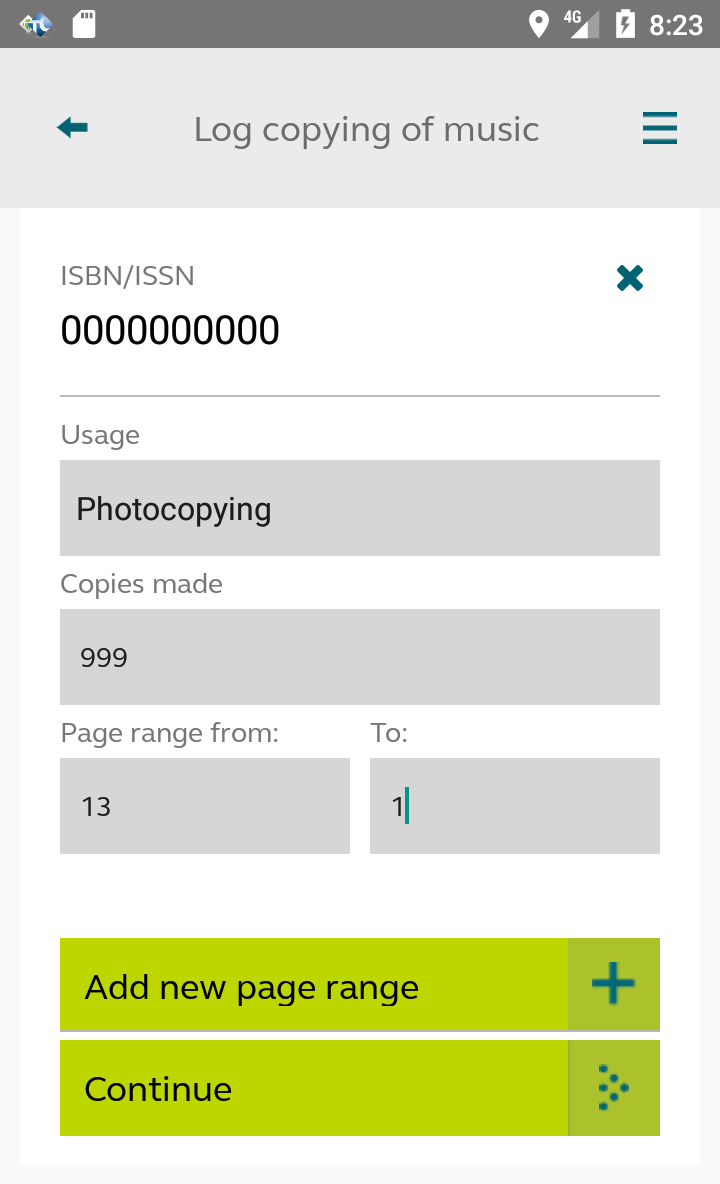 4G 8:23
Log copying of music
ISBN/ISSN
0000000000
Usage
Photocopying
Copies made
999
Page range from: To:
13 1
Add new page range
Continue